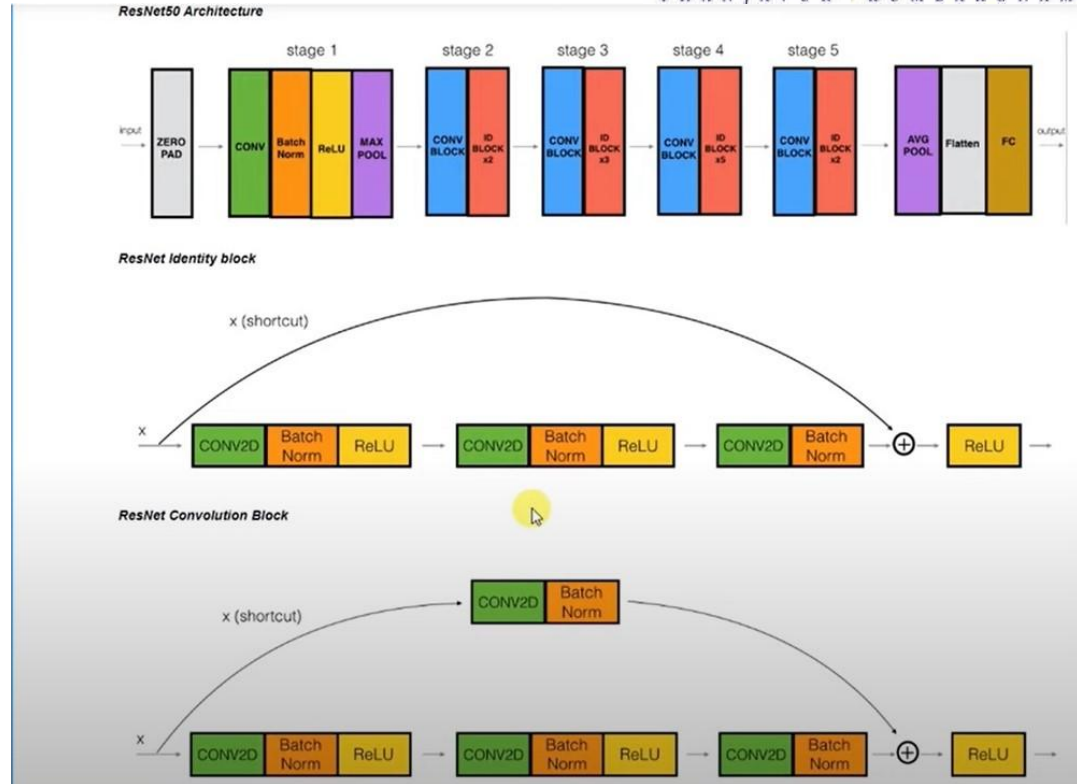 ResNet50 Architecture
stage 1
stage 2
stage 3
stage 4
stage 5
input
ZERO
PAD
CONV
Batch
Norm
ReLU
MAX
POOL
CONV
BLOCK
ID
BLOCK
x2
CONV
BLOCK
ID
BLOCK
x3
CONV
BLOCK
ID
BLOCK
x5
CONV
BLOCK
ID
BLOCK
x2
AVG
POOL
Flatten
FC
output
ResNet Identity block
x (shortcut)
x
CONV2D
Batch
Norm
ReLU
CONV2D
Batch
Norm
ReLU
CONV2D
Batch
Norm
+
ReLU
ResNet Convolution Block
x (shortcut)
CONV2D
Batch
Norm
x
CONV2D
Batch
Norm
ReLU
CONV2D
Batch
Norm
ReLU
CONV2D
Batch
Norm
+
ReLU